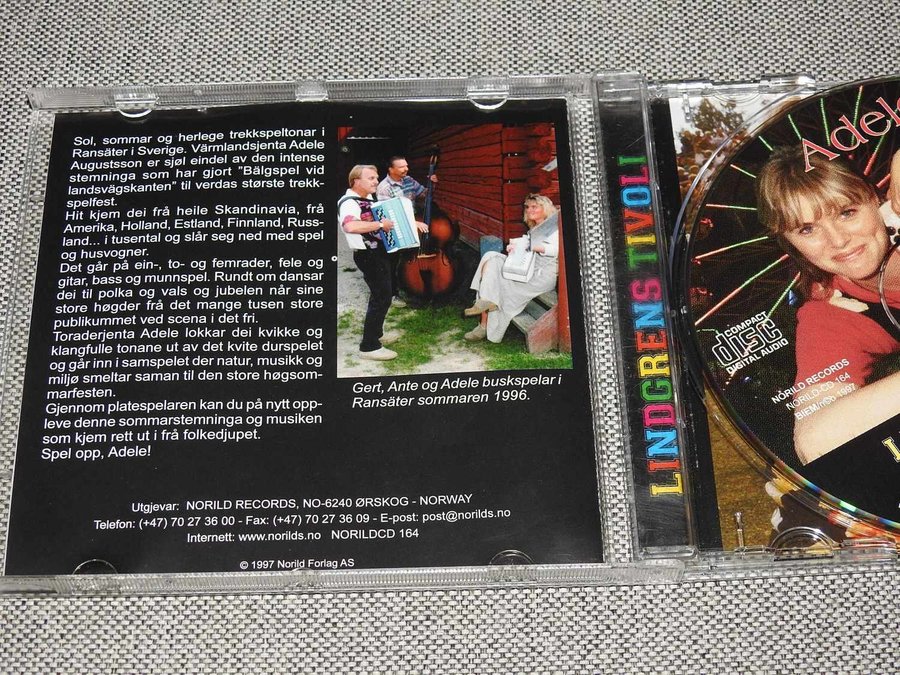 Sol, sommar og herlege trekkspeltonar i
Ransäter i Sverige. Värmlandsjenta Adele
Augustsson er sjøl eindel av den intense
stemninga som har gjort "Bälgspel vid
landsvägskanten" til verdas største trekk-
spelfest.
Hit kjem dei frå heile Skandinavia, frå
Amerika, Holland, Estland, Finnland, Russ-
land... i tusental og slår seg ned med spel
og husvogner.
Det går på ein-, to- og femrader, fele og
gitar, bass og munnspel. Rundt om dansar
dei til polka og vals og jubelen når sine
store høgder frå det mange tusen store
publikummet ved scena i det fri.
Toraderjenta Adele lokkar dei kvikke og
klangfulle tonane ut av det kvite durspelet
og går inn i samspelet der natur, musikk og
miljø smeltar saman til den store høgsom-
marfesten.
Gjennom platespelaren kan du på nytt opp-
leve denne sommarstemninga og musiken
som kjem rett ut i frå folkedjupet.
Spel opp, Adele!
Gert, Ante og Adele buskspelar i
Ransäter sommaren 1996.
Utgjevar: NORILD RECORDS, NO-6240 ØRSKOG - NORWAY
Telefon: (+47) 70 27 36 00 - Fax: (+47) 70 27 36 09 - E-post: post@norilds.no
Internett: www.norilds.no NORILDCD 164
© 1997 Norild Forlag AS
LINDGRENS TIVOLI
Adele
COMPACT
disc
DIGITAL AUDIO
NORILD RECORDS
NORILD-CD 164
BIEM/nCb 1997